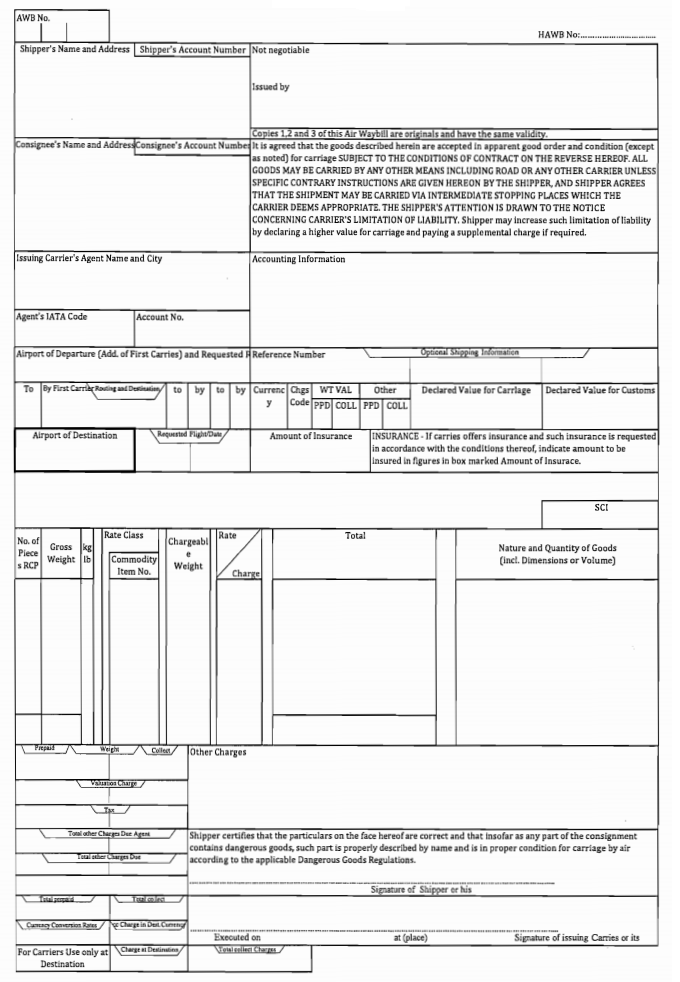 AWB No.
HAWB No:................................
Shipper's Name and Address
Shipper's Account Number
Not negotiable
Issued by
Copies 1,2 and 3 of this Air Waybill are originals and have the same validity.
Consignee's Name and Address
Consignee's Account Number
It is agreed that the goods described herein are accepted in apparent good order and condition (except
as noted) for carriage SUBJECT TO THE CONDITIONS OF CONTRACT ON THE REVERSE HEREOF. ALL
GOODS MAY BE CARRIED BY ANY OTHER MEANS INCLUDING ROAD OR ANY OTHER CARRIER UNLESS
SPECIFIC CONTRARY INSTRUCTIONS ARE GIVEN HEREON BY THE SHIPPER, AND SHIPPER AGREES
THAT THE SHIPMENT MAY BE CARRIED VIA INTERMEDIATE STOPPING PLACES WHICH THE
CARRIER DEEMS APPROPRIATE. THE SHIPPER'S ATTENTION IS DRAWN TO THE NOTICE
CONCERNING CARRIER'S LIMITATION OF LIABILITY. Shipper may increase such limitation of liability
by declaring a higher value for carriage and paying a supplemental charge if required.
Issuing Carrier's Agent Name and City
Accounting Information
Agent's IATA Code
Account No.
Airport of Departure (Add. of First Carries) and Requested R
Reference Number
Optional Shipping Information
To
By First Carrier
Routing and Destination
to
by
to
by
Currenc
y
Chgs
Code
WT VAL
PPD
COLL
Other
PPD
COLL
Declared Value for Carriage
Declared Value for Customs
Airport of Destination
Requested Flight/Date
Amount of Insurance
INSURANCE - If carries offers insurance and such insurance is requested
in accordance with the conditions thereof, indicate amount to be
insured in figures in box marked Amount of Insurace.
SCI
No. of
Piece
s RCP
Gross
Weight
kg
lb
Rate Class
Commodity
Item No.
Chargeabl
e
Weight
Rate
Charge
Total
Nature and Quantity of Goods
(incl. Dimensions or Volume)
Prepaid
Weight
Collect
Other Charges
Valuation Charge
Tax
Total other Charges Due Agent
Shipper certifies that the particulars on the face hereof are correct and that insofar as any part of the consignment
contains dangerous goods, such part is properly described by name and is in proper condition for carriage by air
according to the applicable Dangerous Goods Regulations.
Total other Charges Due
Signature of Shipper or his
Total prepaid
Total collect
Currency Conversion Rates
Charge in Dest. Currency
Executed on
at (place)
Signature of issuing Carries or its
For Carriers Use only at
Destination
Charge at Destination
Total collect Charges